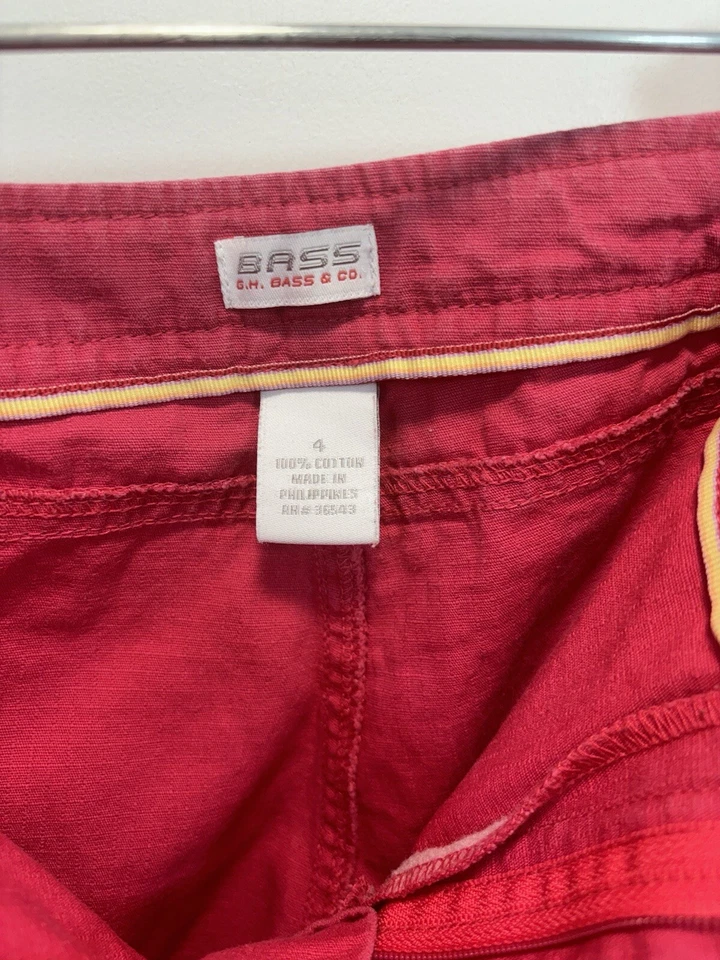 BASS
G.H. BASS & CO.
4
100% COTTON
MADE IN
PHILIPPINES
RN# 36543